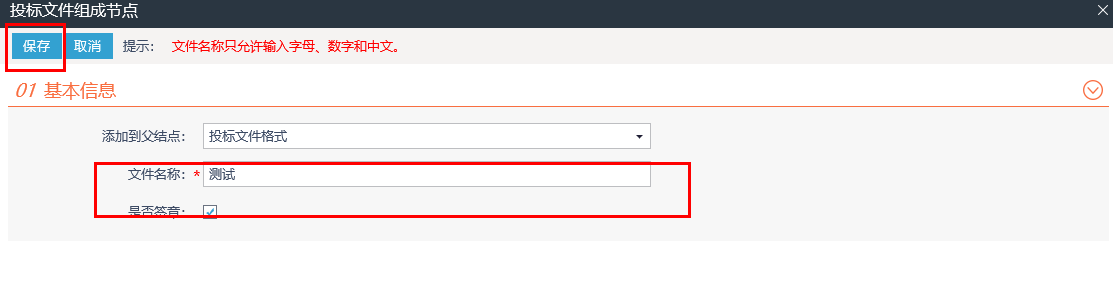 投标文件组成节点
保存 取消 提示： 文件名称只允许输入字母、数字和中文。
01 基本信息
添加到父结点： 投标文件格式
文件名称： * 测试
是否签章：